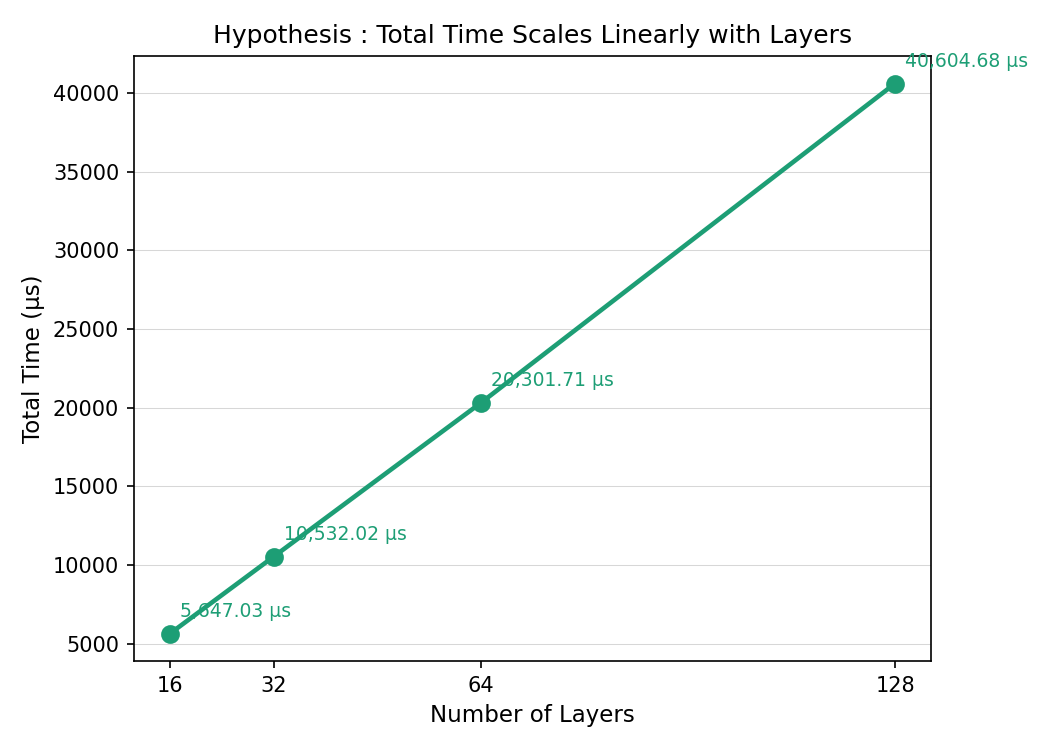 Hypothesis : Total Time Scales Linearly with Layers
40,604.68 µs
40000
35000
30000
25000
20,301.71 µs
20000
15000
10,532.02 µs
10000
5,647.03 µs
5000
Total Time (µs)
16 32 64 128
Number of Layers